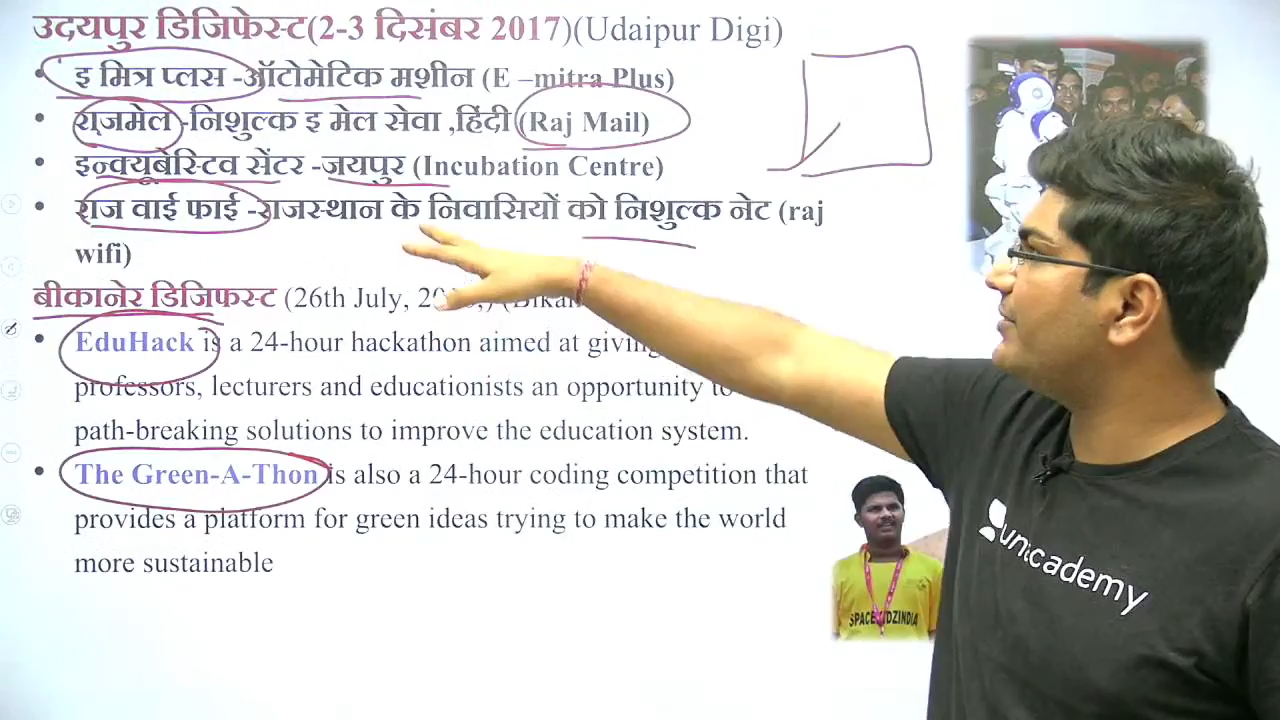 उदयपुर डिजिफेस्ट(2-3 दिसंबर 2017)(Udaipur Digi)
• इ मित्र प्लस -ऑटोमेटिक मशीन (E –mitra Plus)
• राजमेल -निशुल्क इ मेल सेवा ,हिंदी (Raj Mail)
• इन्क्यूबेस्टिव सेंटर -जयपुर (Incubation Centre)
• राज वाई फाई -राजस्थान के निवासियों को निशुल्क नेट (raj
wifi)
बीकानेर डिजिफस्ट (26th July,
• EduHack is a 24-hour hackathon aimed at giving
professors, lecturers and educationists an opportunity to
path-breaking solutions to improve the education system.
• The Green-A-Thon is also a 24-hour coding competition that
provides a platform for green ideas trying to make the world
more sustainable
unacademy